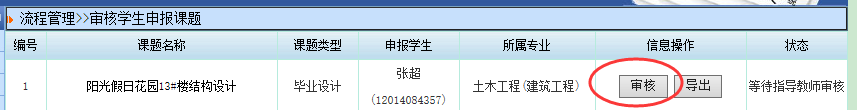 流程管理>>审核学生申报课题
编号 课题名称 课题类型 申报学生 所属专业 信息操作 状态
1 阳光假日花园13#楼结构设计 毕业设计 张超 土木工程(建筑工程) 审核 导出 等待指导教师审核
(12014084357)